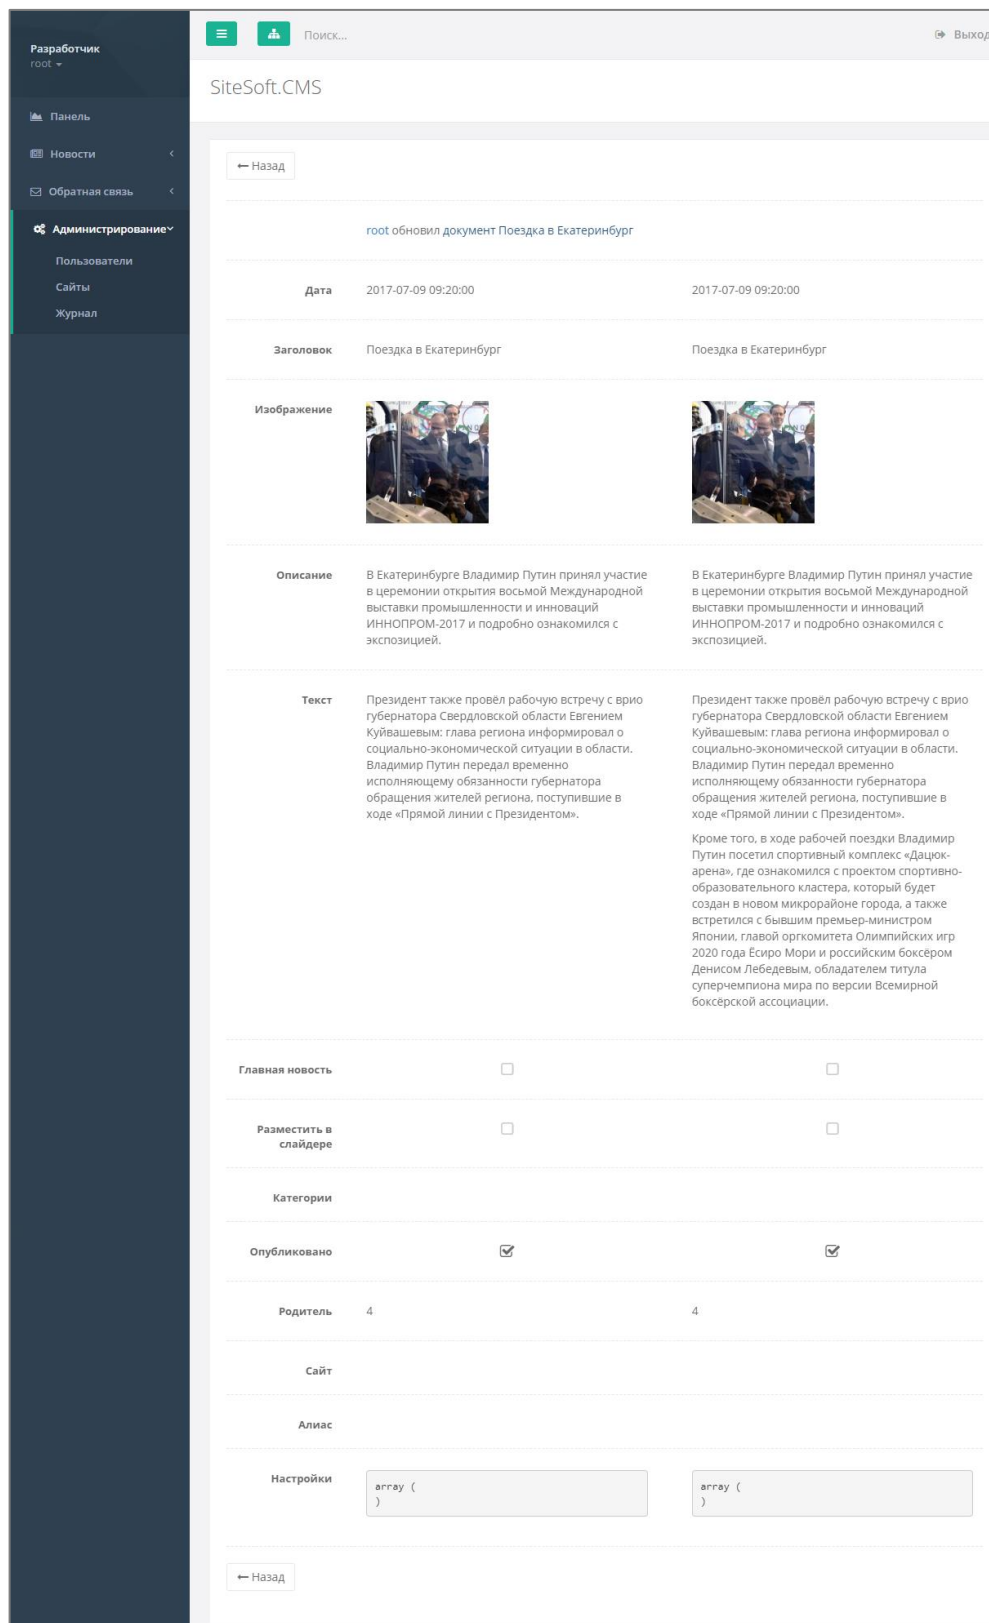 Разработчик
root
Поиск...
Выход
SiteSoft.CMS
Панель
Новости
Обратная связь
Администрирование
Пользователи
Сайты
Журнал
Назад
root обновил документ Поездка в Екатеринбург
Дата 2017-07-09 09:20:00 2017-07-09 09:20:00
Заголовок Поездка в Екатеринбург Поездка в Екатеринбург
Изображение
Описание
В Екатеринбурге Владимир Путин принял участие
в церемонии открытия восьмой Международной
выставки промышленности и инноваций
ИННОПРОМ-2017 и подробно ознакомился с
экспозицией.
В Екатеринбурге Владимир Путин принял участие
в церемонии открытия восьмой Международной
выставки промышленности и инноваций
ИННОПРОМ-2017 и подробно ознакомился с
экспозицией.
Текст
Президент также провёл рабочую встречу с врио
губернатора Свердловской области Евгением
Куйвашевым: глава региона информировал о
социально-экономической ситуации в области.
Владимир Путин передал временно
исполняющему обязанности губернатора
обращения жителей региона, поступившие в
ходе «Прямой линии с Президентом».
Президент также провёл рабочую встречу с врио
губернатора Свердловской области Евгением
Куйвашевым: глава региона информировал о
социально-экономической ситуации в области.
Владимир Путин передал временно
исполняющему обязанности губернатора
обращения жителей региона, поступившие в
ходе «Прямой линии с Президентом».
Кроме того, в ходе рабочей поездки Владимир
Путин посетил спортивный комплекс «Дацюк-
арена», где ознакомился с проектом спортивно-
образовательного кластера, который будет
создан в новом микрорайоне города, а также
встретился с бывшим премьер-министром
Японии, главой оргкомитета Олимпийских игр
2020 года Ёсиро Мори и российским боксёром
Денисом Лебедевым, обладателем титула
суперчемпиона мира по версии Всемирной
боксёрской ассоциации.
Главная новость
Разместить в
слайдере
Категории
Опубликовано
Родитель 4 4
Сайт
Алиас
Настройки
array (
)
array (
)
Назад